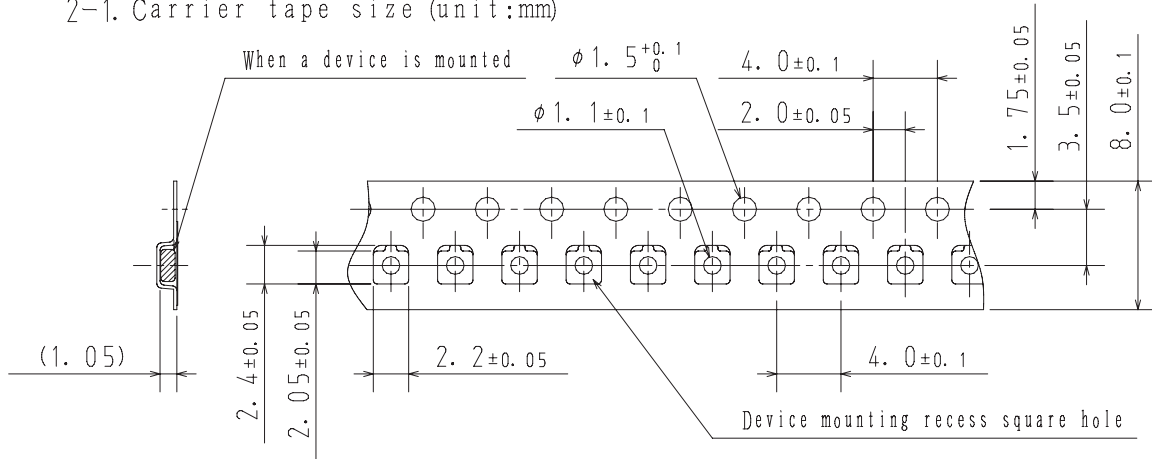 2-1. Carrier tape size (unit:mm)
When a device is mounted
φ1.5 +0.1 0
4.0±0.1
φ1.1±0.1
2.0±0.05
1.75±0.05
3.5±0.05
8.0±0.1
(1.05)
2.4±0.05
2.05±0.05
2.2±0.05
4.0±0.1
Device mounting recess square hole